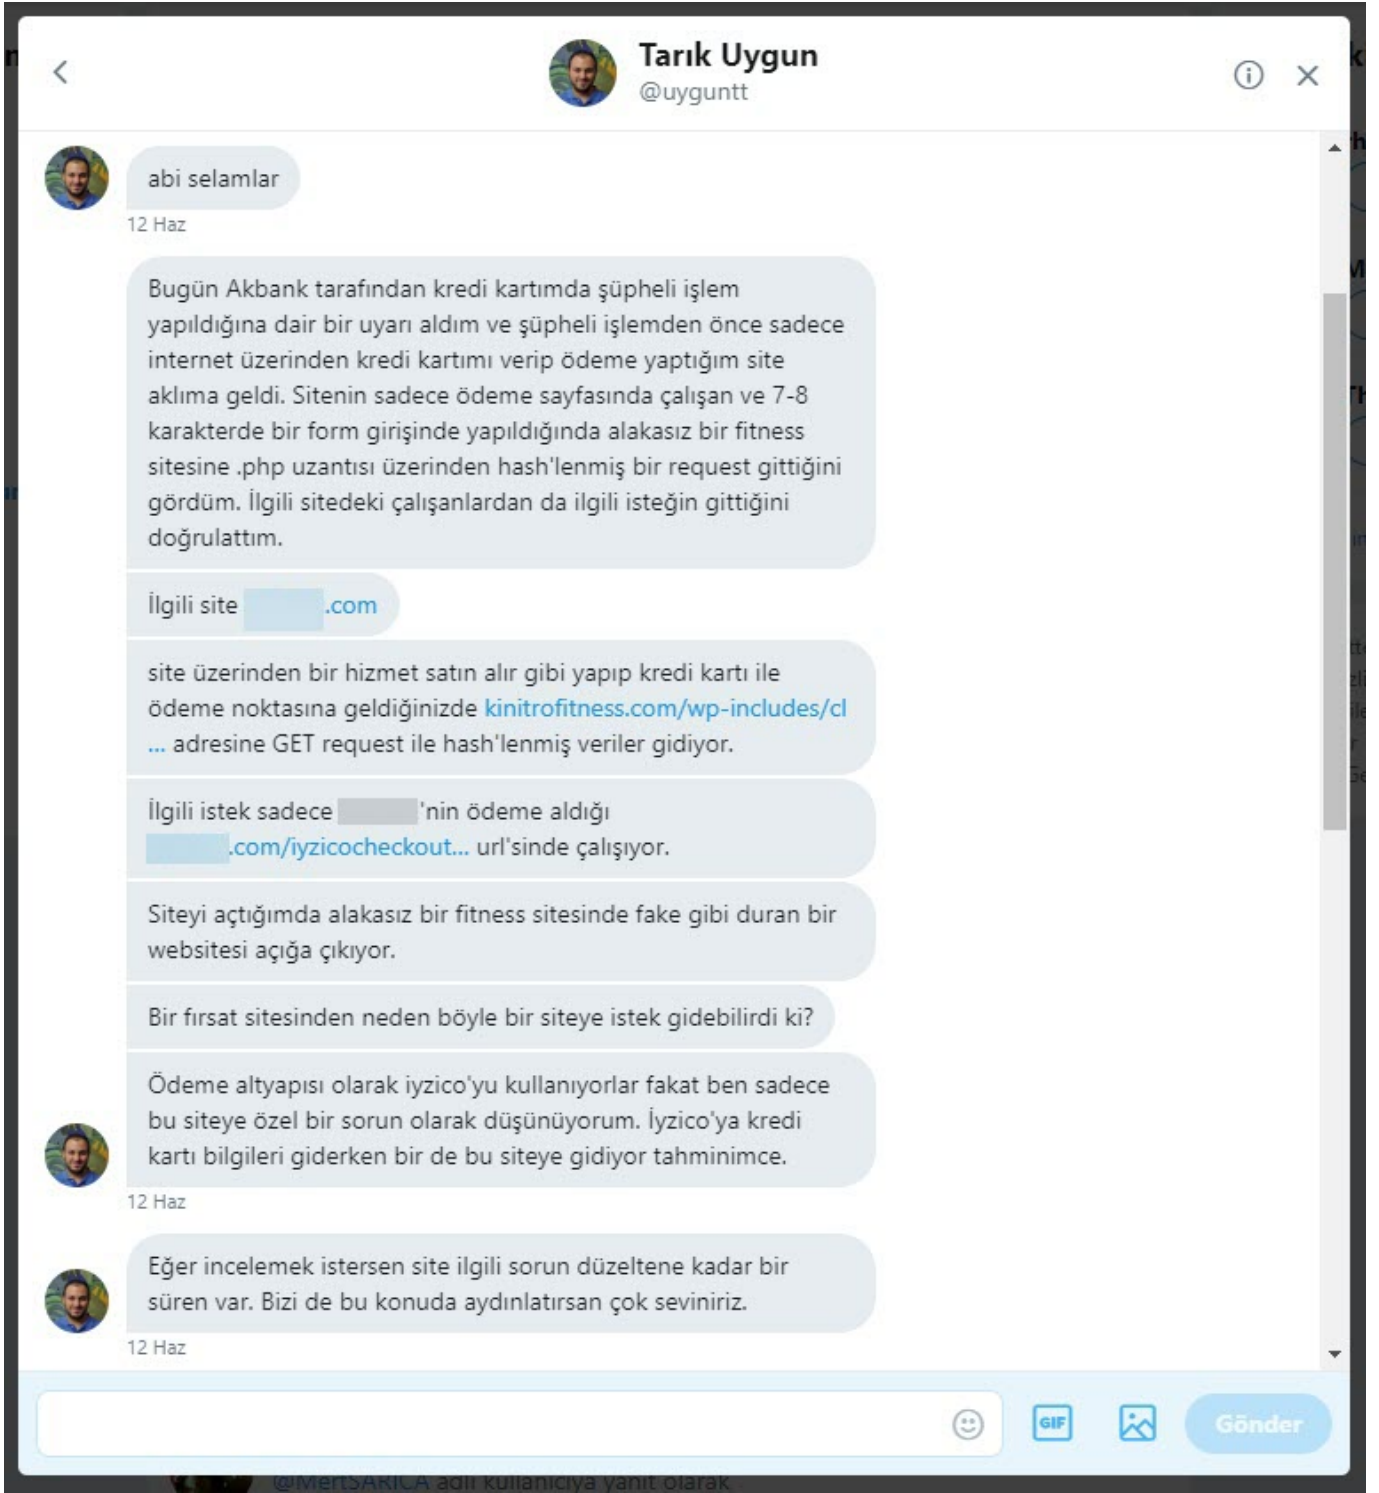 Tarık Uygun
@uyguntt
abi selamlar
12 Haz
Bugün Akbank tarafından kredi kartımda şüpheli işlem
yapıldığına dair bir uyarı aldım ve şüpheli işlemden önce sadece
internet üzerinden kredi kartımı verip ödeme yaptığım site
aklıma geldi. Sitenin sadece ödeme sayfasında çalışan ve 7-8
karakterde bir form girişinde yapıldığında alakasız bir fitness
sitesine .php uzantısı üzerinden hash'lenmiş bir request gittiğini
gördüm. İlgili sitedeki çalışanlardan da ilgili isteğin gittiğini
doğrulattım.
İlgili site .com
site üzerinden bir hizmet satın alır gibi yapıp kredi kartı ile
ödeme noktasına geldiğinizde kinitrofitness.com/wp-includes/cl
... adresine GET request ile hash'lenmiş veriler gidiyor.
İlgili istek sadece 'nin ödeme aldığı
.com/iyzicocheckout... url'sinde çalışıyor.
Siteyi açtığımda alakasız bir fitness sitesinde fake gibi duran bir
websitesi açığa çıkıyor.
Bir fırsat sitesinden neden böyle bir siteye istek gidebilirdi ki?
Ödeme altyapısı olarak iyzico'yu kullanıyorlar fakat ben sadece
bu siteye özel bir sorun olarak düşünüyorum. İyzico'ya kredi
kartı bilgileri giderken bir de bu siteye gidiyor tahminimce.
12 Haz
Eğer incelemek istersen site ilgili sorun düzeltene kadar bir
süren var. Bizi de bu konuda aydınlatırsan çok seviniriz.
12 Haz
GIF
Gönder
@MertSARICA adlı kullanıcıya yanıt olarak